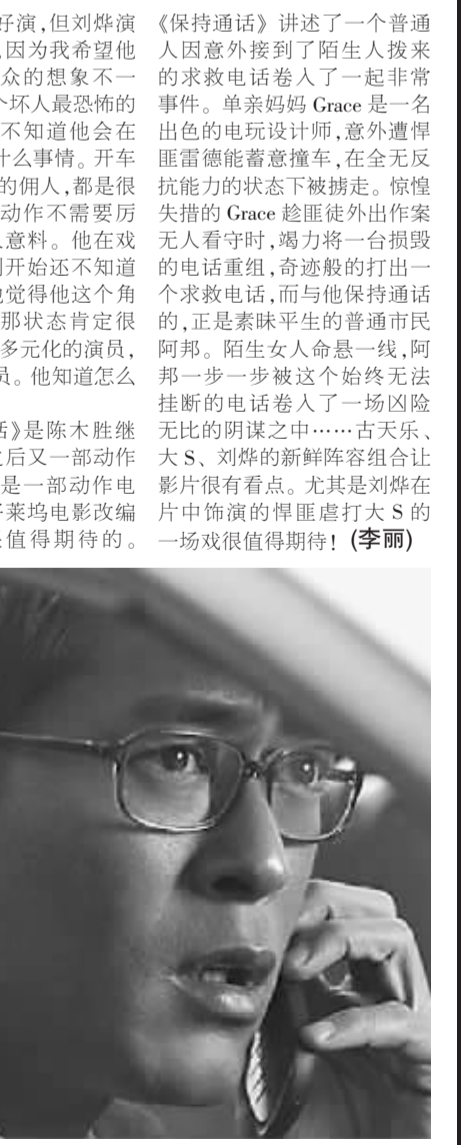 好演,但刘烨演
,因为我希望他
众的想象不一
个坏人最恐怖的
不知道他会在
什么事情。开车
的佣人,都是很
动作不需要厉
意料。他在戏
开始还不知道
觉得他这个角
那状态肯定很
多元化的演员,
员。他知道怎么
话》是陈木胜继
之后又一部动作
是一部动作电
莱坞电影改编
值得期待的。
《保持通话》讲述了一个普通
人因意外接到了陌生人拨来
的求救电话卷入了一起非常
事件。单亲妈妈 Grace 是一名
出色的电玩设计师,意外遭悍
匪雷德能蓄意撞车,在全无反
抗能力的状态下被掳走。惊惶
失措的 Grace 趁匪徒外出作案
无人看守时,竭力将一台损毁
的电话重组,奇迹般的打出一
个求救电话,而与他保持通话
的,正是素昧平生的普通市民
阿邦。陌生女人命悬一线,阿
邦一步一步被这个始终无法
挂断的电话卷入了一场凶险
无比的阴谋之中……古天乐、
大 S、刘烨的新鲜阵容组合让
影片很有看点。尤其是刘烨在
片中饰演的悍匪虐打大 S 的
一场戏很值得期待! (李丽)